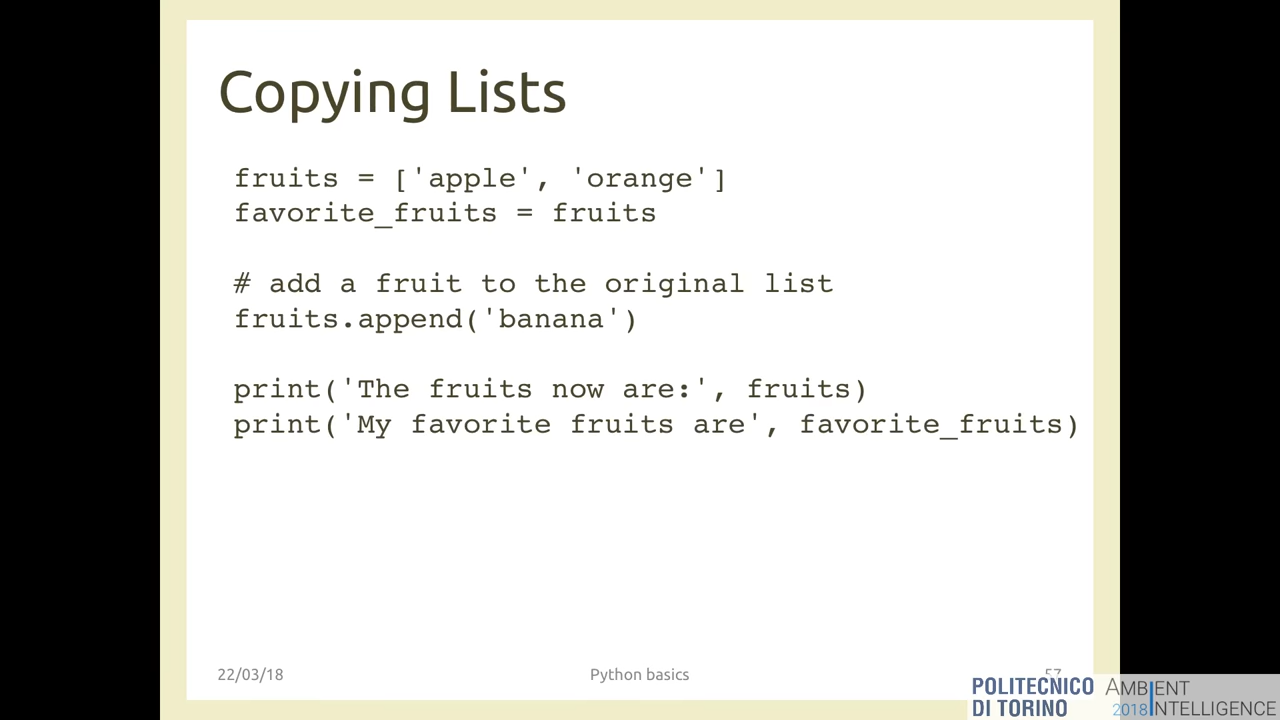 Copying Lists
fruits = ['apple', 'orange']
favorite_fruits = fruits
# add a fruit to the original list
fruits.append('banana')
print('The fruits now are:', fruits)
print('My favorite fruits are', favorite_fruits)
22/03/18
Python basics
57
POLITECNICO
DI TORINO
AMBIENT
2018 INTELLIGENCE